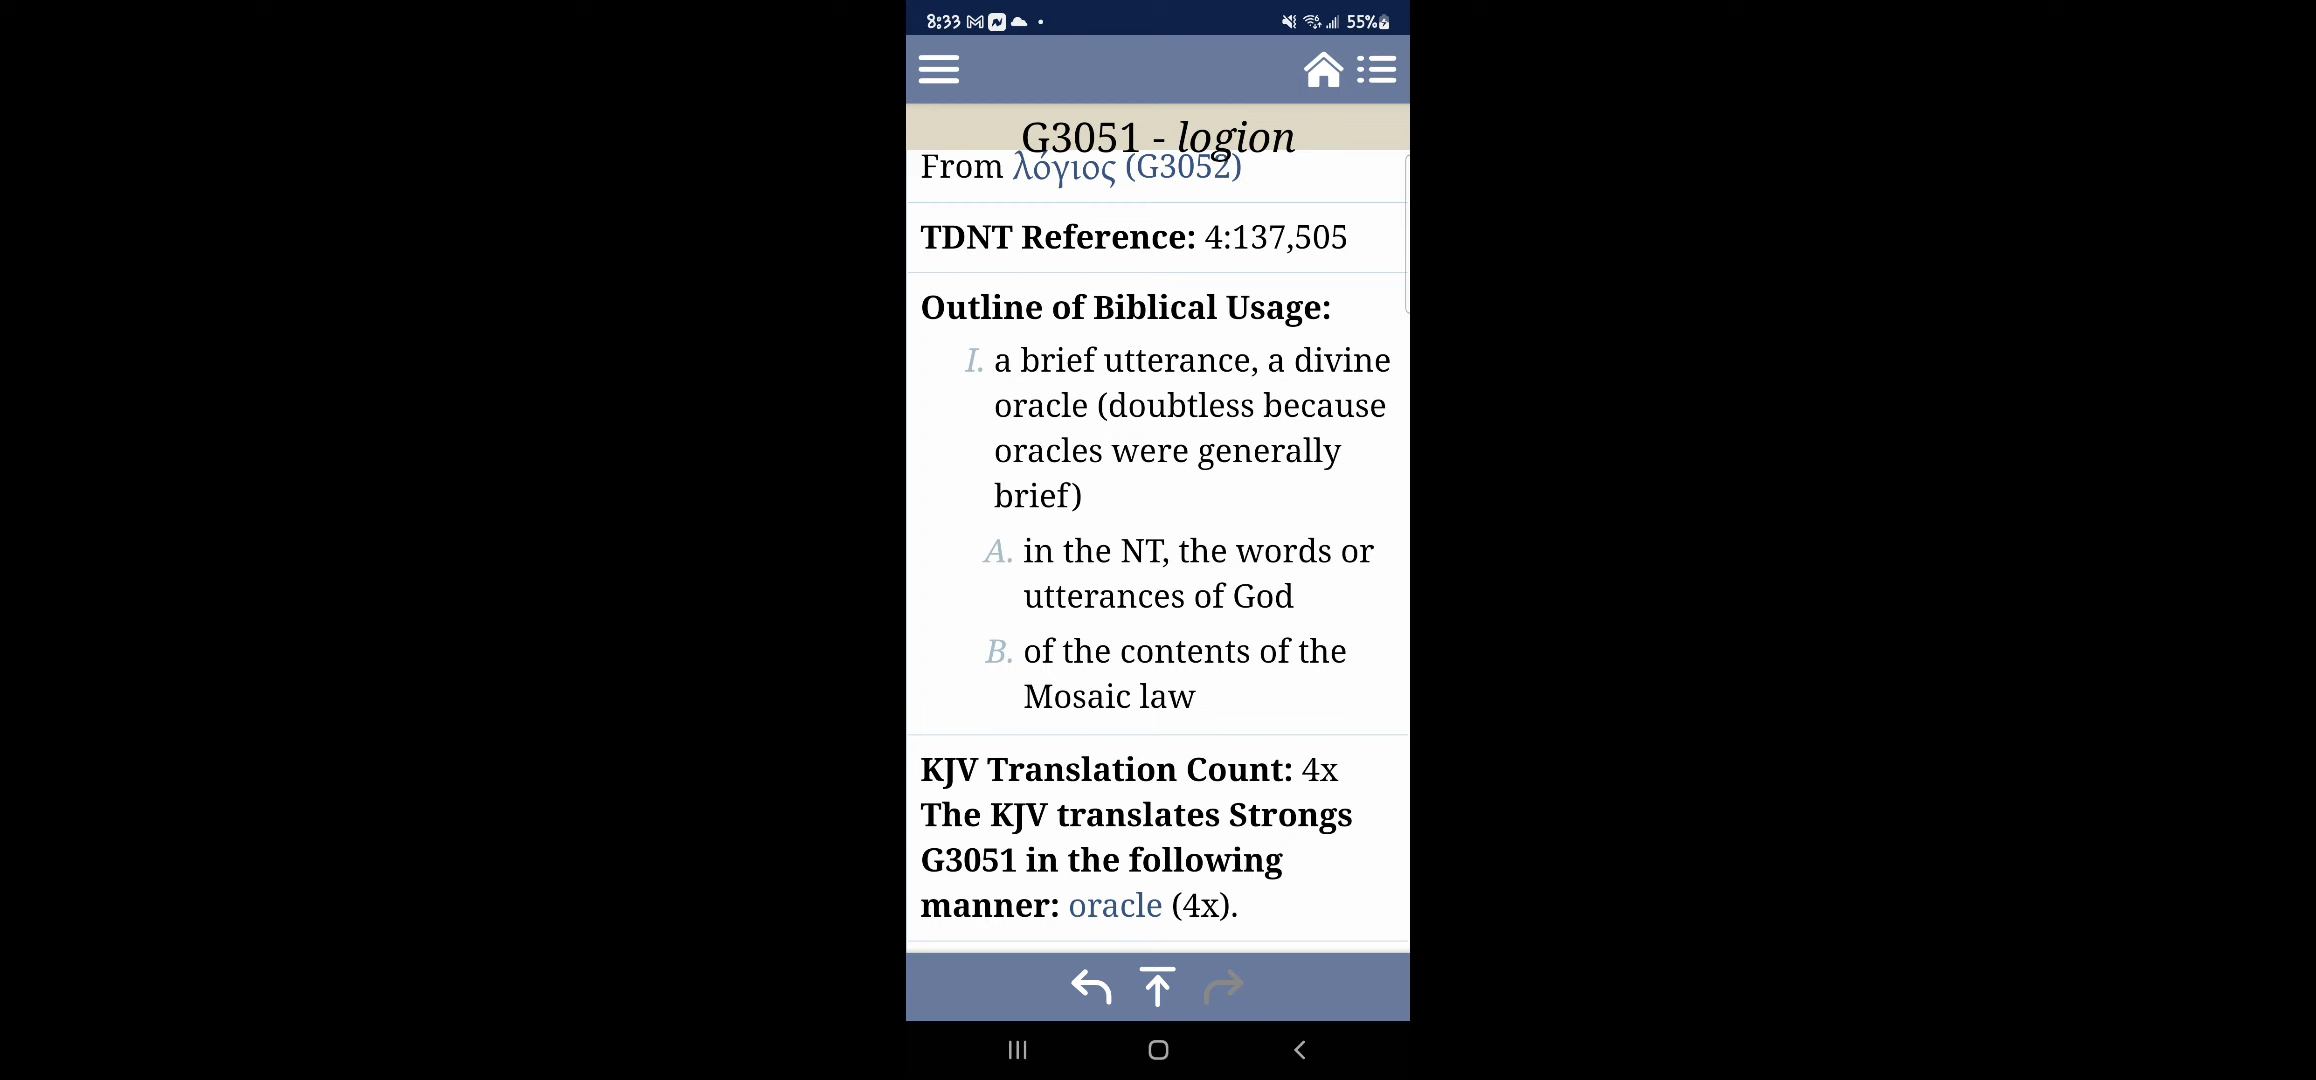 8:33
55%
G3051 - logion
From λόγιος (G3052)
TDNT Reference: 4:137,505
Outline of Biblical Usage:
I. a brief utterance, a divine
oracle (doubtless because
oracles were generally
brief)
A. in the NT, the words or
utterances of God
B. of the contents of the
Mosaic law
KJV Translation Count: 4x
The KJV translates Strongs
G3051 in the following
manner: oracle (4x).